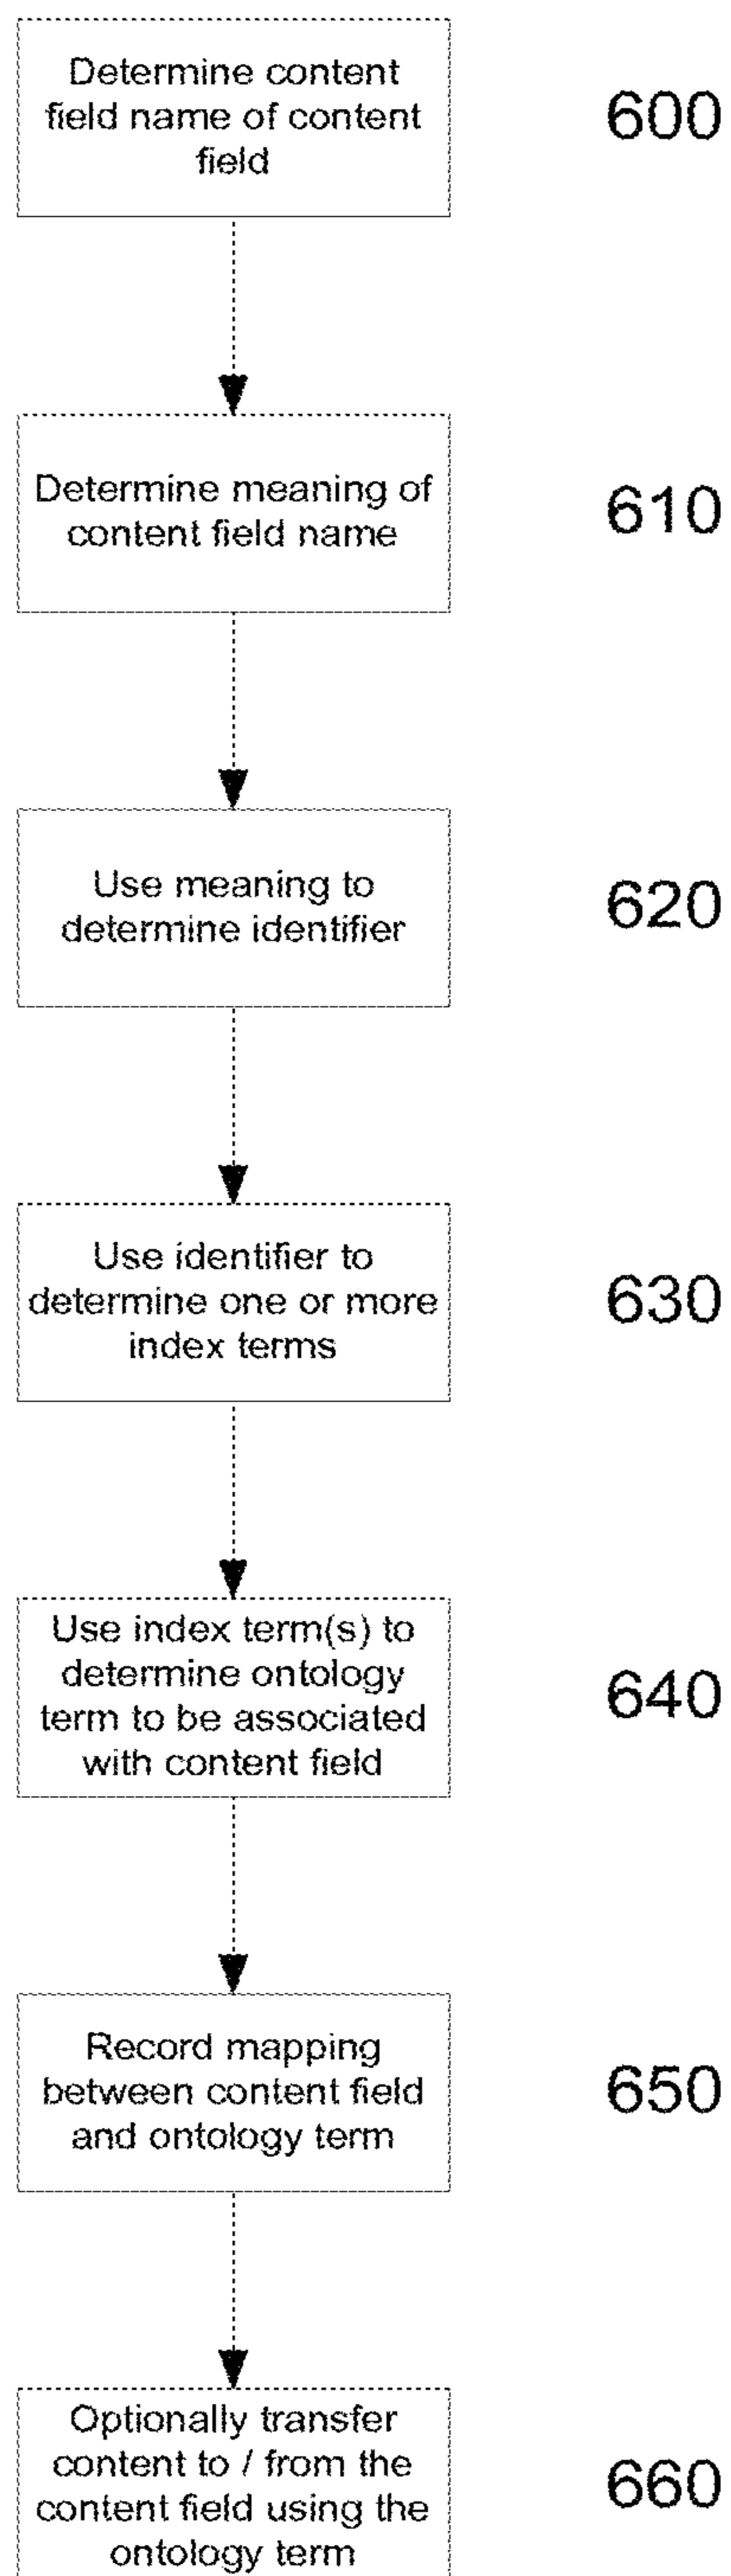 Determine content
field name of content
field
600
Determine meaning of
content field name
610
Use meaning to
determine identifier
620
Use identifier to
determine one or more
index terms
630
Use index term(s) to
determine ontology
term to be associated
with content field
640
Record mapping
between content field
and ontology term
650
Optionally transfer
content to / from the
content field using the
ontology term
660